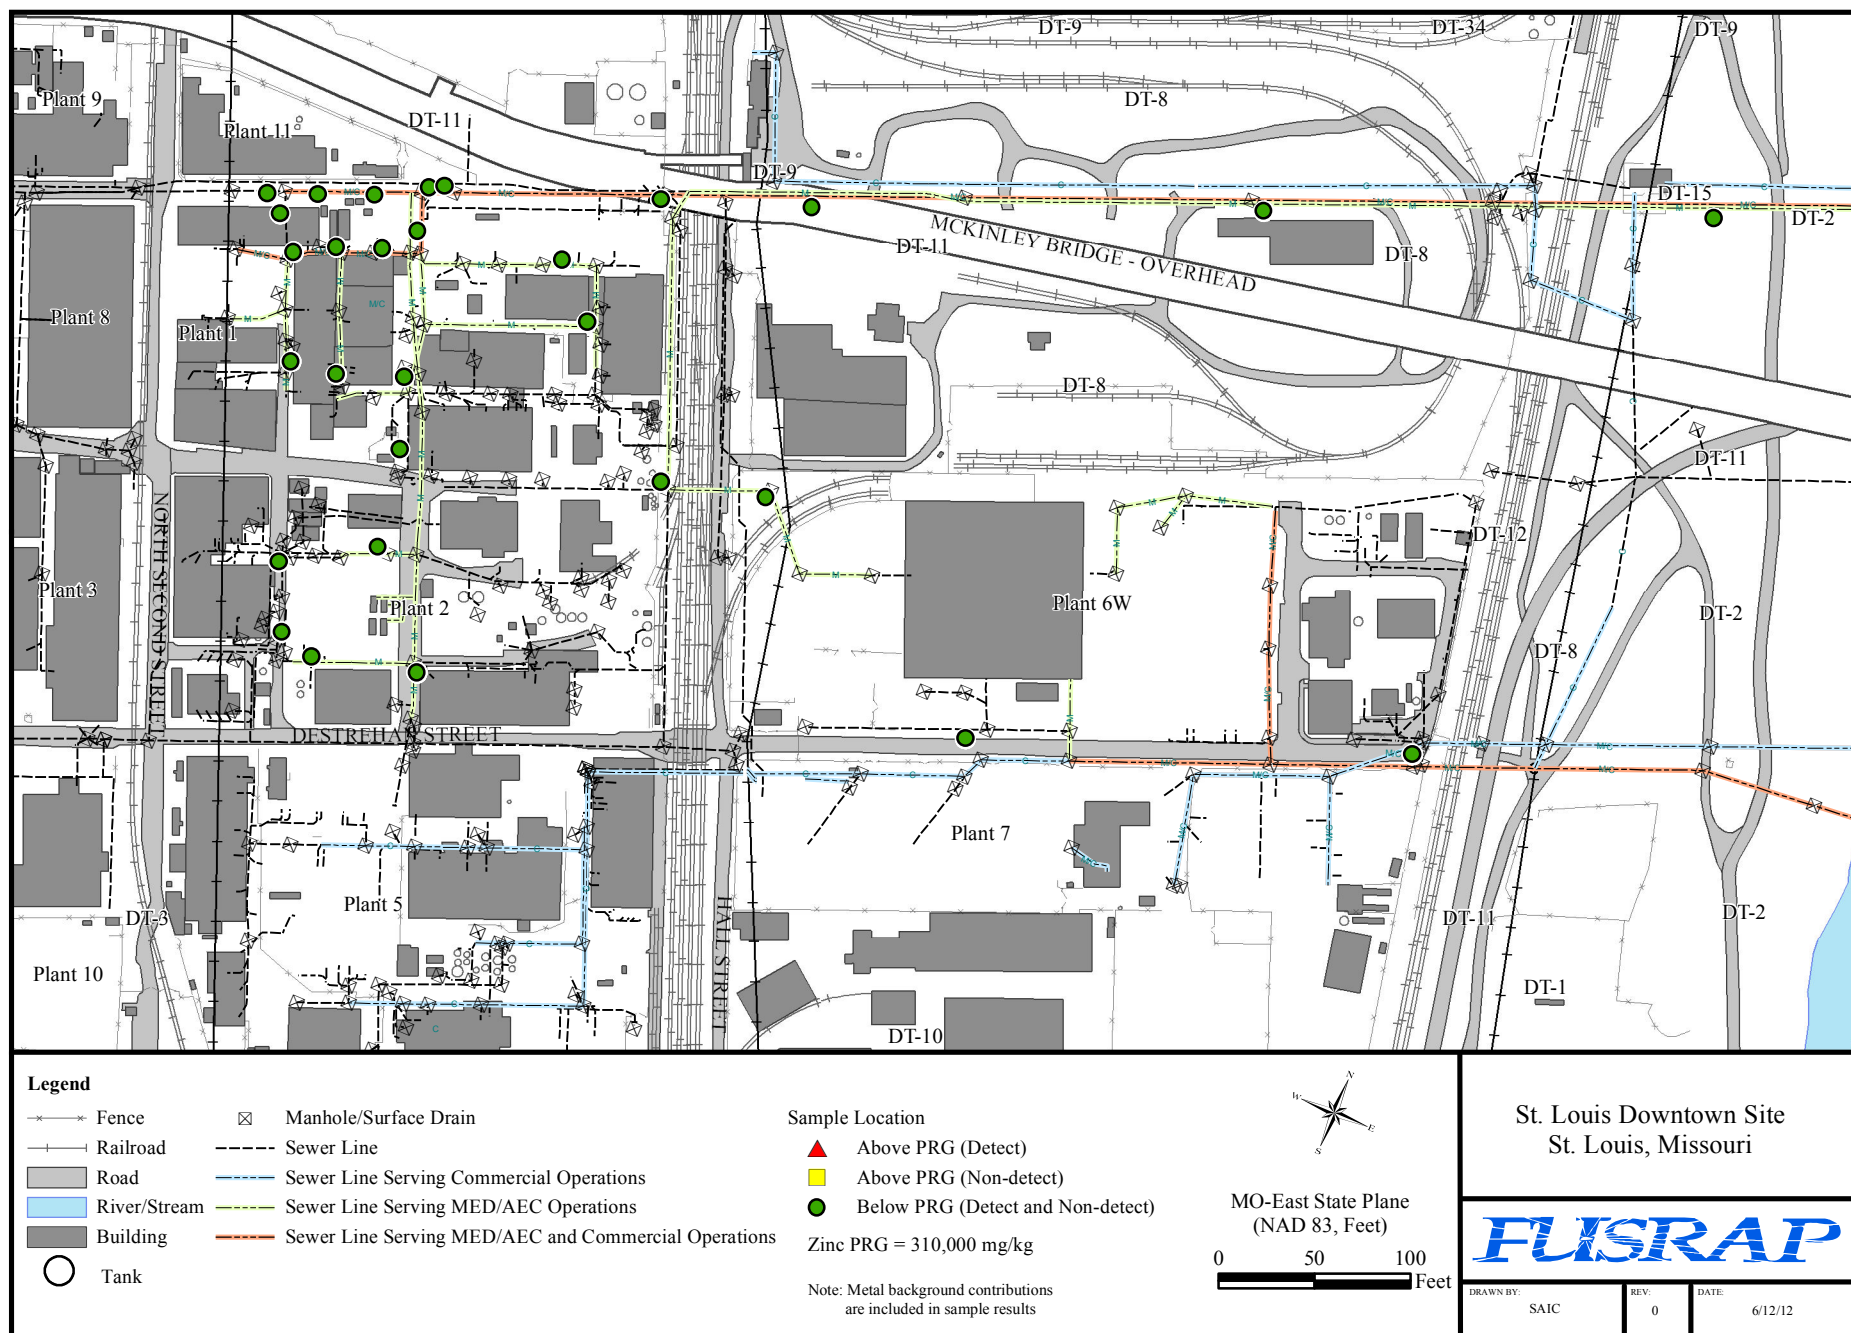 DT-9
DT-34
DT-9
Plant 9
DT-8
Plant 11
DT-11
DT-9
DT-15
DT-2
MCKINLEY BRIDGE - OVERHEAD
DT-11
DT-8
Plant 8
Plant 1
DT-8
DT-11
NORTH SECOND STREET
DT-12
Plant 3
Plant 2
Plant 6W
DT-2
DT-8
DESTREHAN STREET
Plant 7
Plant 5
DT-3
HALL STREET
DT-11
DT-2
Plant 10
DT-1
DT-10
Legend
Fence
Railroad
Road
River/Stream
Building
Tank
Manhole/Surface Drain
Sewer Line
Sewer Line Serving Commercial Operations
Sewer Line Serving MED/AEC Operations
Sewer Line Serving MED/AEC and Commercial Operations
Sample Location
Above PRG (Detect)
Above PRG (Non-detect)
Below PRG (Detect and Non-detect)
Zinc PRG = 310,000 mg/kg
Note: Metal background contributions
are included in sample results
N
W
E
S
MO-East State Plane
(NAD 83, Feet)
0 50 100
Feet
St. Louis Downtown Site
St. Louis, Missouri
FUSRAP
DRAWN BY:
SAIC
REV:
0
DATE:
6/12/12